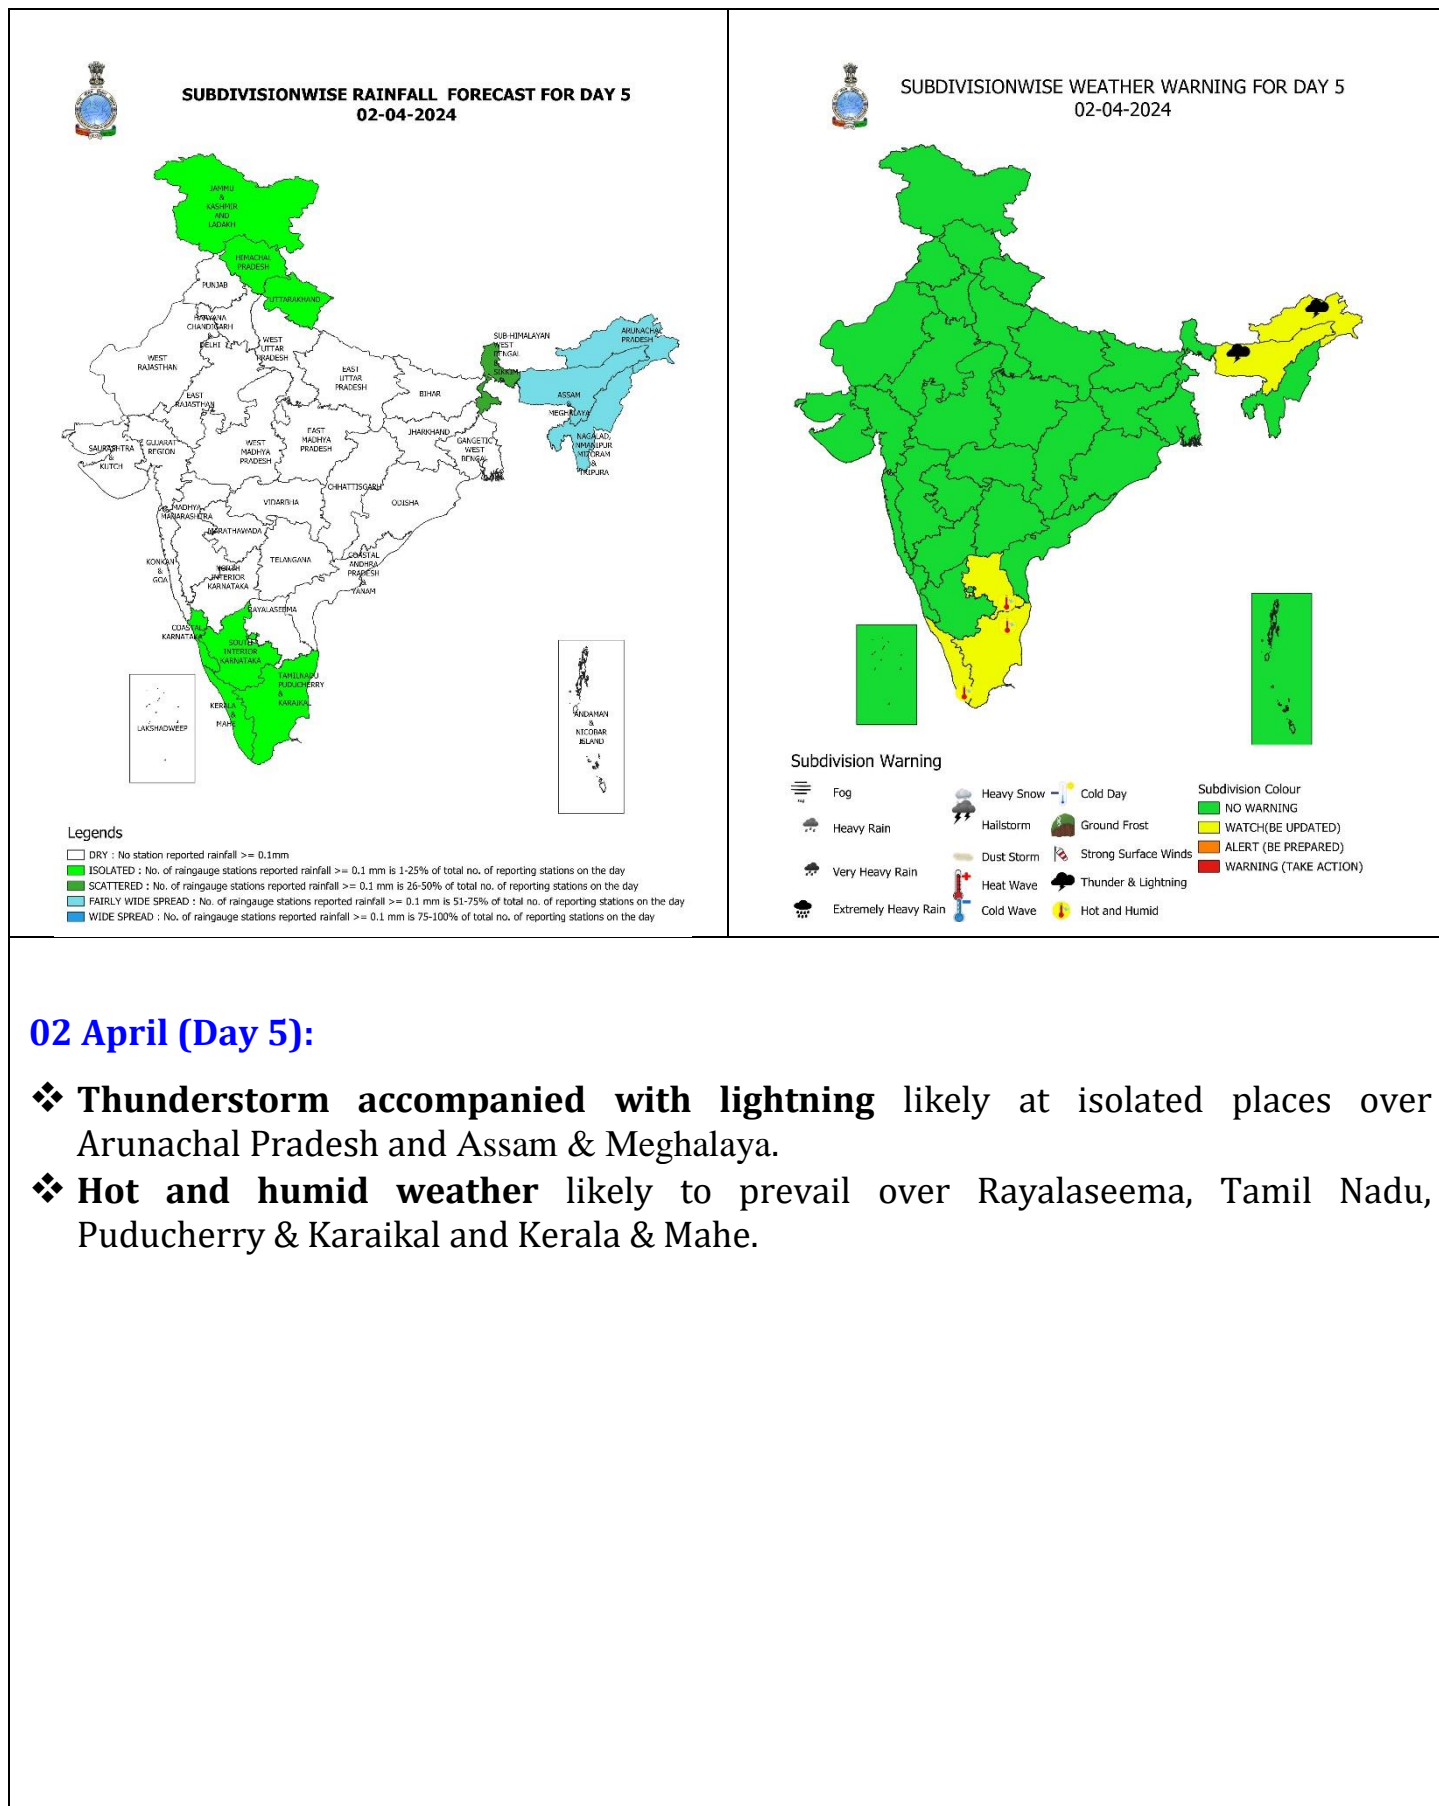 SUBDIVISIONWISE RAINFALL FORECAST FOR DAY 5
02-04-2024
JAMMU
&
KASHMIR
AND
LADAKH
HIMACHAL
PRADESH
PUNJAB
UTTARAKHAND
HARYANA
CHANDIGARH
&
DELHI
WEST
UTTAR
PRADESH
WEST
RAJASTHAN
EAST
RAJASTHAN
EAST
UTTAR
PRADESH
BIHAR
SUB-HIMALAYAN
WEST
BENGAL
&
SIKKIM
ARUNACHAL
PRADESH
ASSAM
&
MEGHALAYA
NAGALAD,
NMANIPUR
MIZORAM
&
TRIPURA
SAURASHTRA
&
KUTCH
GUJARAT
REGION
WEST
MADHYA
PRADESH
EAST
MADHYA
PRADESH
JHARKHAND
GANGETIC
WEST
BENGAL
CHHATTISGARH
ODISHA
VIDARBHA
MADHYA
MAHARASHTRA
MARATHAWADA
TELANGANA
COASTAL
ANDHRA
PRADESH
&
YANAM
KONKAN
&
GOA
NORTH
INTERIOR
KARNATAKA
RAYALASEEMA
COASTAL
KARNATAKA
SOUTH
INTERIOR
KARNATAKA
TAMILNADU
PUDUCHERRY
&
KARAIKAL
KERALA
&
MAHE
LAKSHADWEEP
ANDAMAN
&
NICOBAR
ISLAND
Legends
DRY : No station reported rainfall >= 0.1mm
ISOLATED : No. of raingauge stations reported rainfall >= 0.1 mm is 1-25% of total no. of reporting stations on the day
SCATTERED : No. of raingauge stations reported rainfall >= 0.1 mm is 26-50% of total no. of reporting stations on the day
FAIRLY WIDE SPREAD : No. of raingauge stations reported rainfall >= 0.1 mm is 51-75% of total no. of reporting stations on the day
WIDE SPREAD : No. of raingauge stations reported rainfall >= 0.1 mm is 75-100% of total no. of reporting stations on the day
SUBDIVISIONWISE WEATHER WARNING FOR DAY 5
02-04-2024
Subdivision Warning
Fog
Heavy Rain
Very Heavy Rain
Extremely Heavy Rain
Heavy Snow
Hailstorm
Dust Storm
Heat Wave
Cold Wave
Cold Day
Ground Frost
Strong Surface Winds
Thunder & Lightning
Hot and Humid
Subdivision Colour
NO WARNING
WATCH(BE UPDATED)
ALERT (BE PREPARED)
WARNING (TAKE ACTION)
02 April (Day 5):
❖ Thunderstorm accompanied with lightning likely at isolated places over
Arunachal Pradesh and Assam & Meghalaya.
❖ Hot and humid weather likely to prevail over Rayalaseema, Tamil Nadu,
Puducherry & Karaikal and Kerala & Mahe.